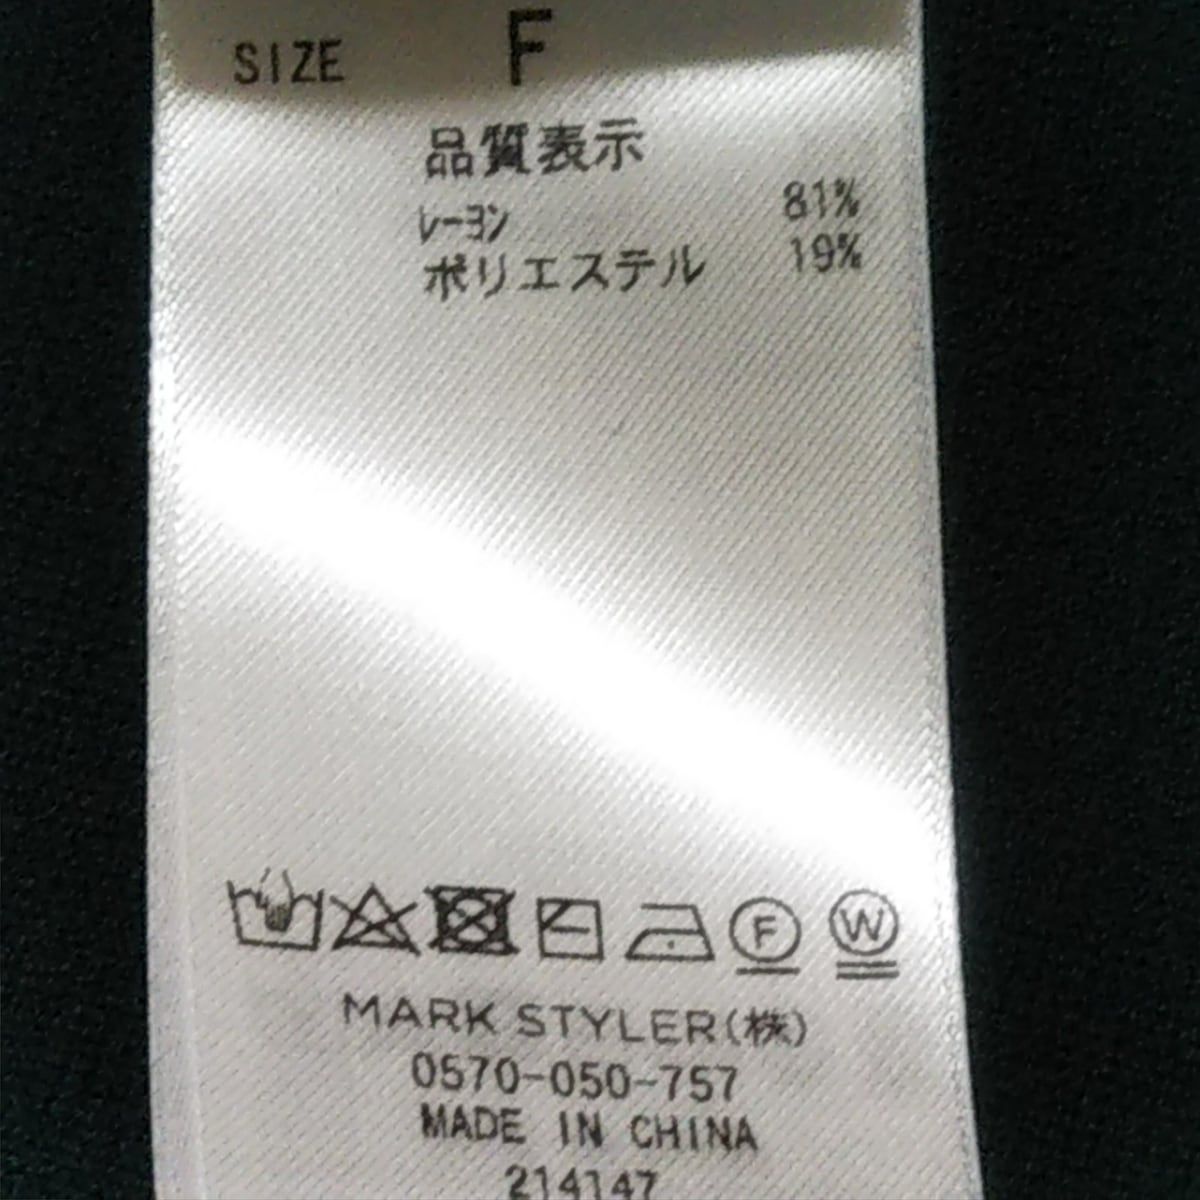 SIZE F
品質表示
レーヨン 81%
ポリエステル 19%
F W
MARK STYLER(株)
0570-050-757
MADE IN CHINA
214147